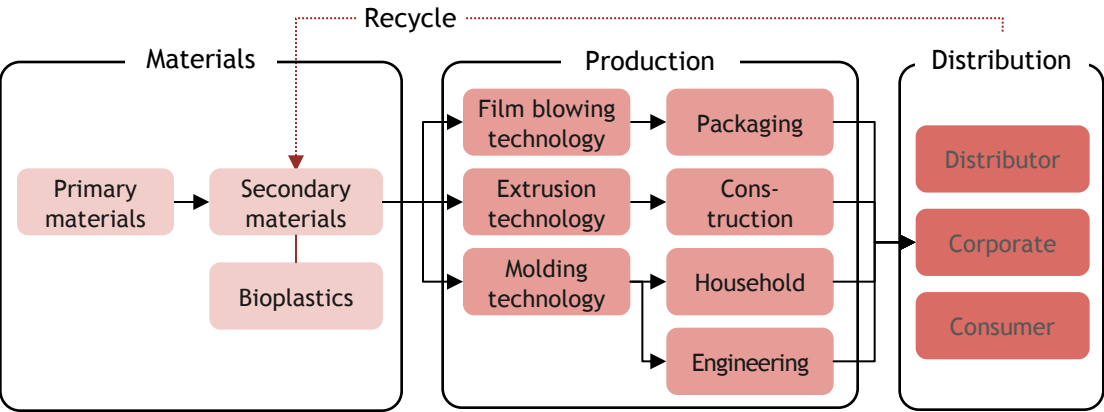 Recycle
Materials
Production
Distribution
Primary
materials
Secondary
materials
Bioplastics
Film blowing
technology
Extrusion
technology
Molding
technology
Packaging
Cons-
truction
Household
Engineering
Distributor
Corporate
Consumer